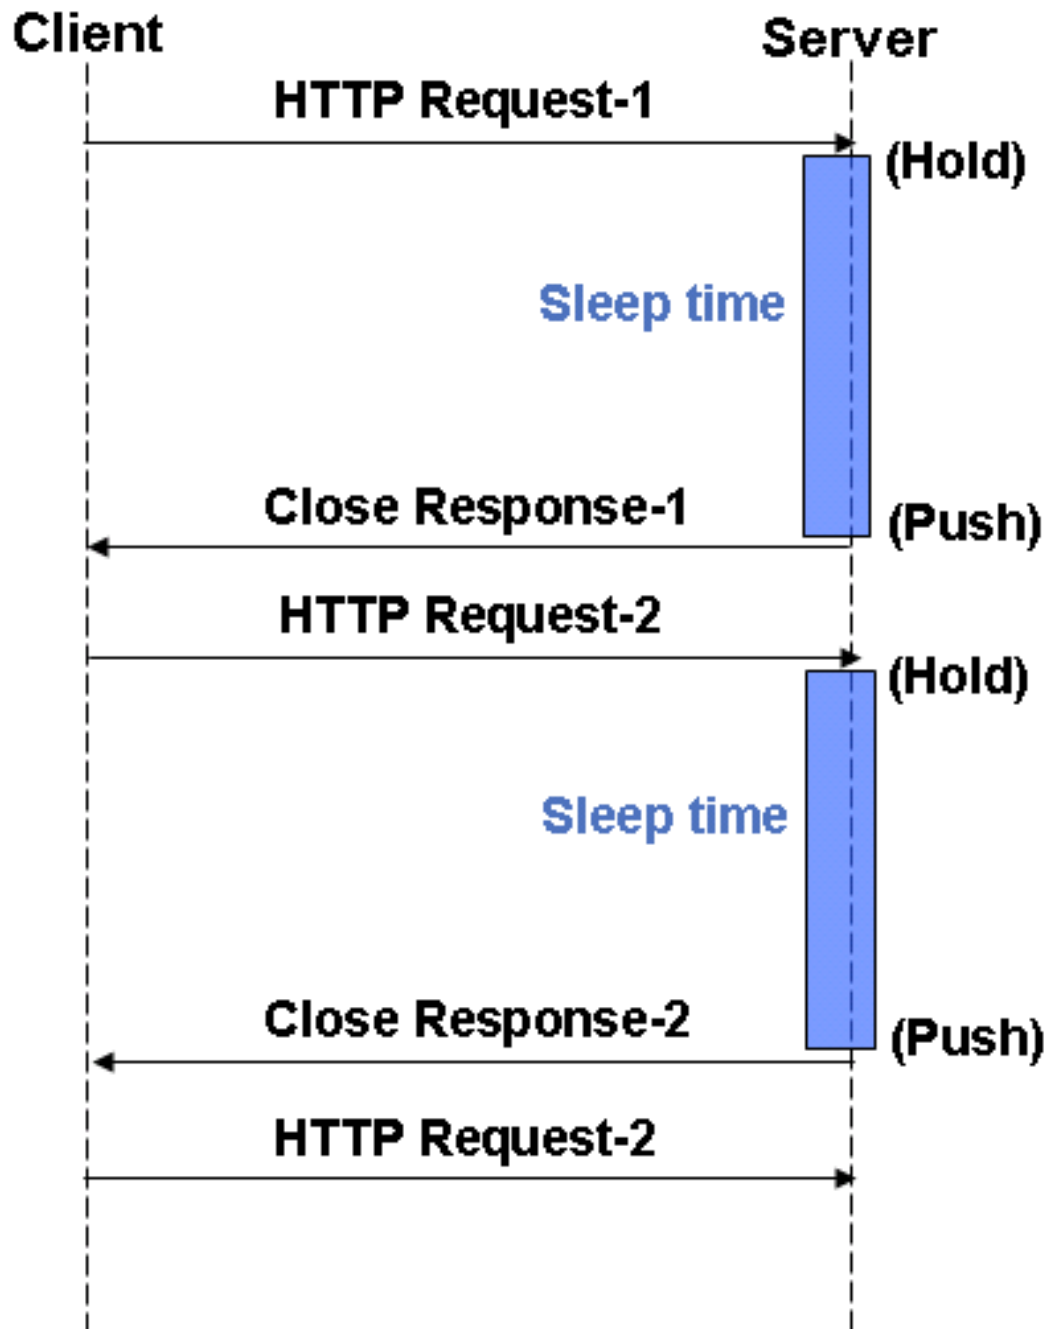 Client
Server
HTTP Request-1
(Hold)
Sleep time
Close Response-1
(Push)
HTTP Request-2
(Hold)
Sleep time
Close Response-2
(Push)
HTTP Request-2